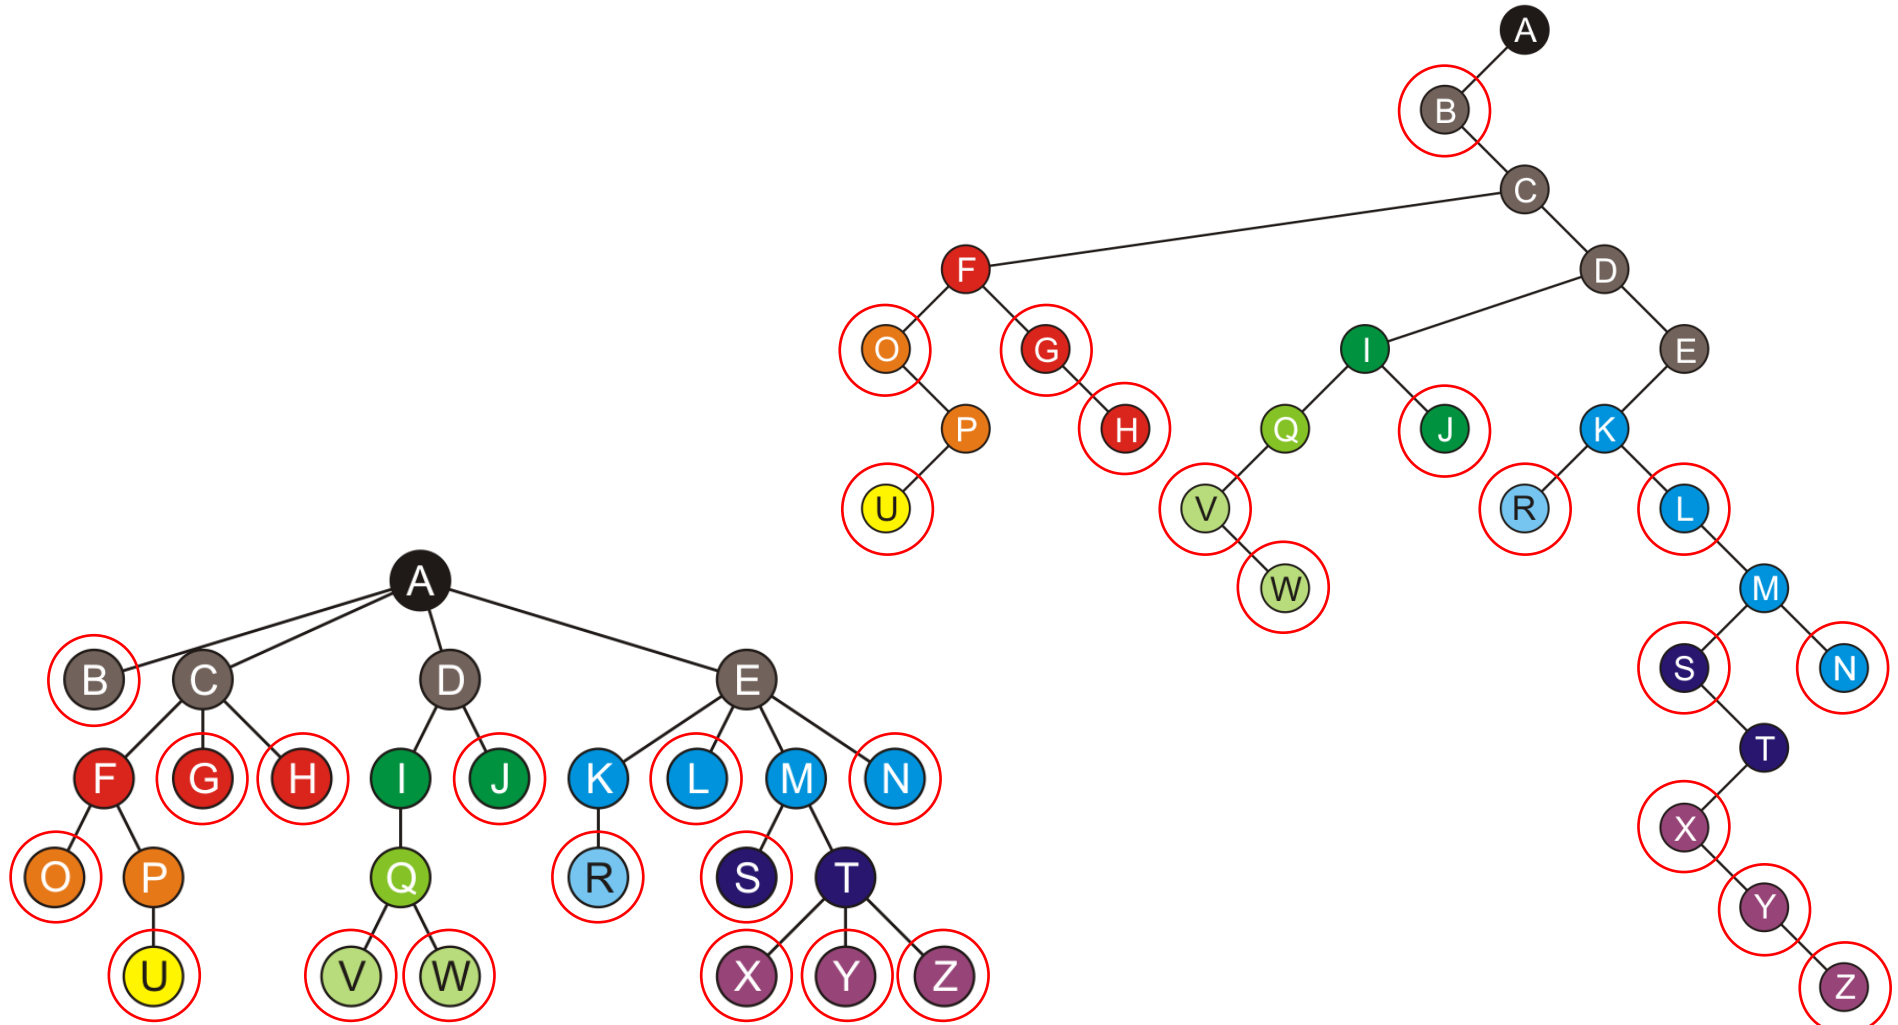 A
B
C
F D
O G I E
P H Q J K
U V R L
W M
S N
T
X
Y
Z
A
B C D E
F G H I J K L M N
O P Q R S T
U V W X Y Z